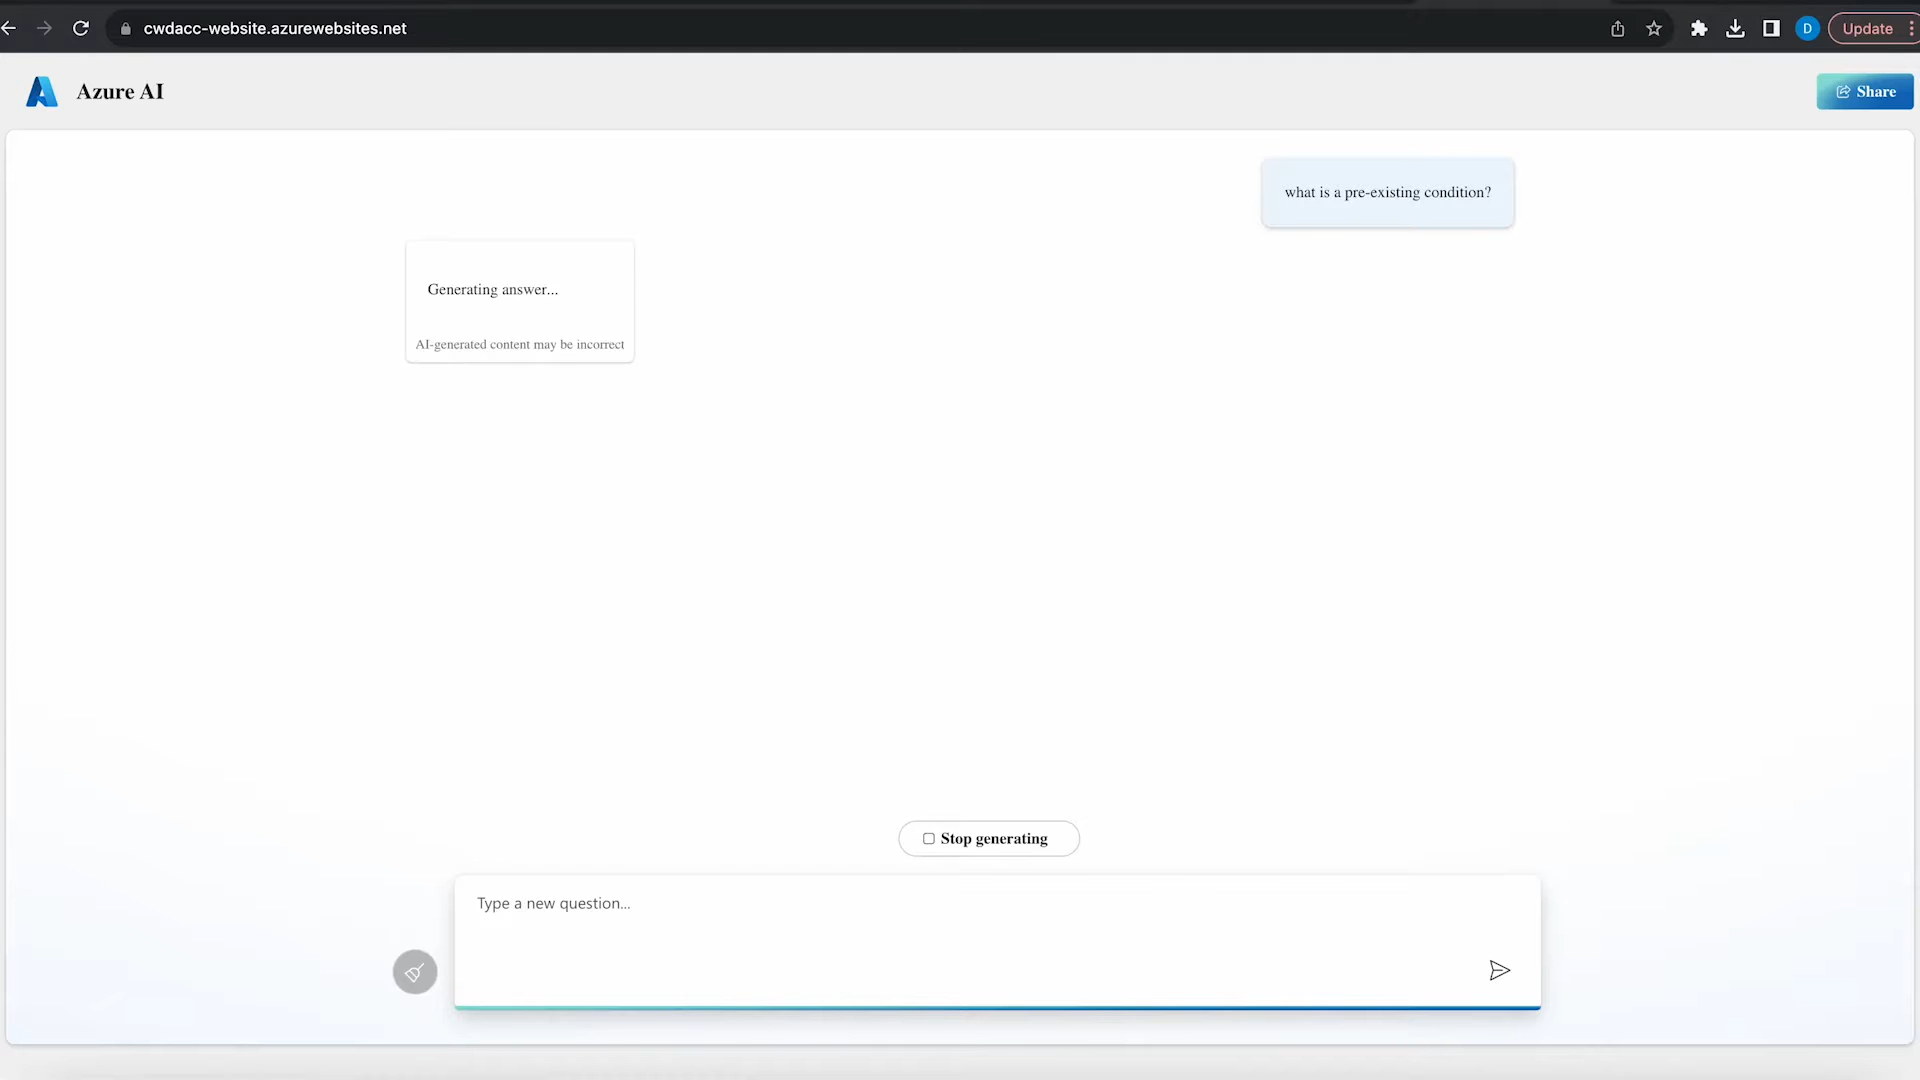 cwdacc-website.azurewebsites.net
D
Update
Azure AI
Share
what is a pre-existing condition?
Generating answer...
AI-generated content may be incorrect
Stop generating
Type a new question...